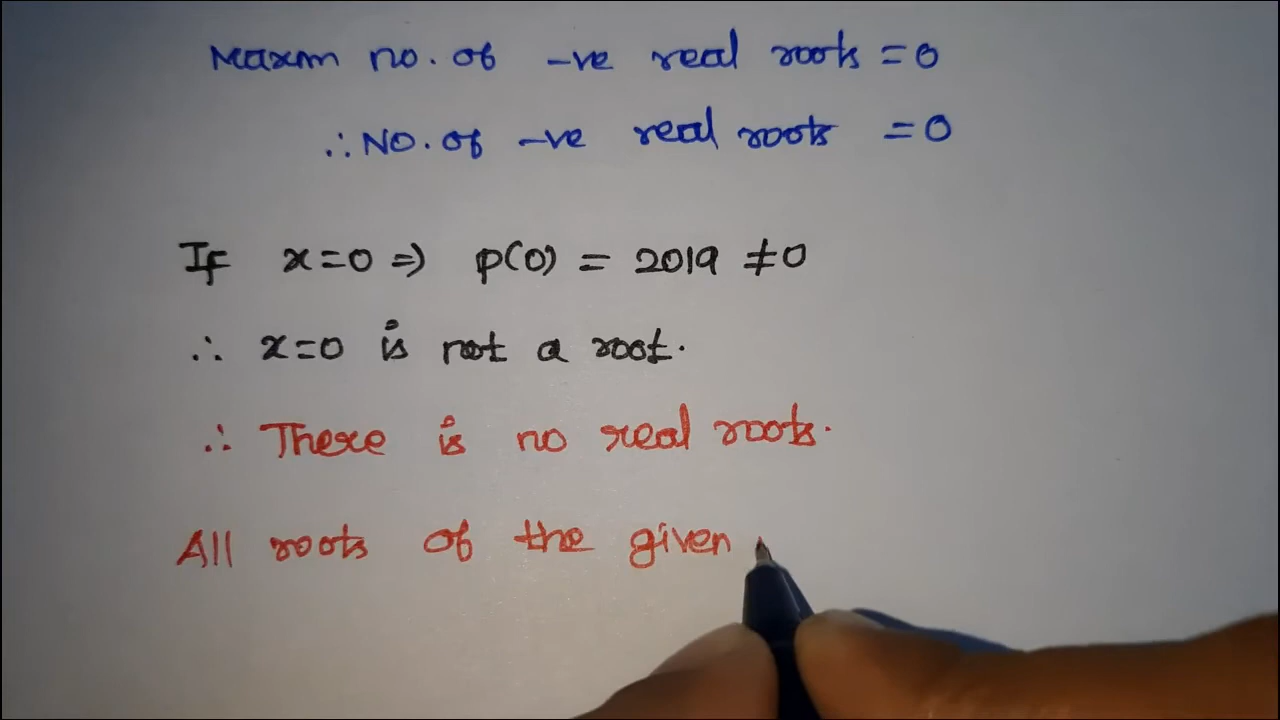 Maxm no. of -ve real roots = 0
∴ No. of -ve real roots = 0
If x=0 ⇒ p(0) = 2019 ≠ 0
∴ x=0 is not a root.
∴ There is no real roots.
All roots of the given